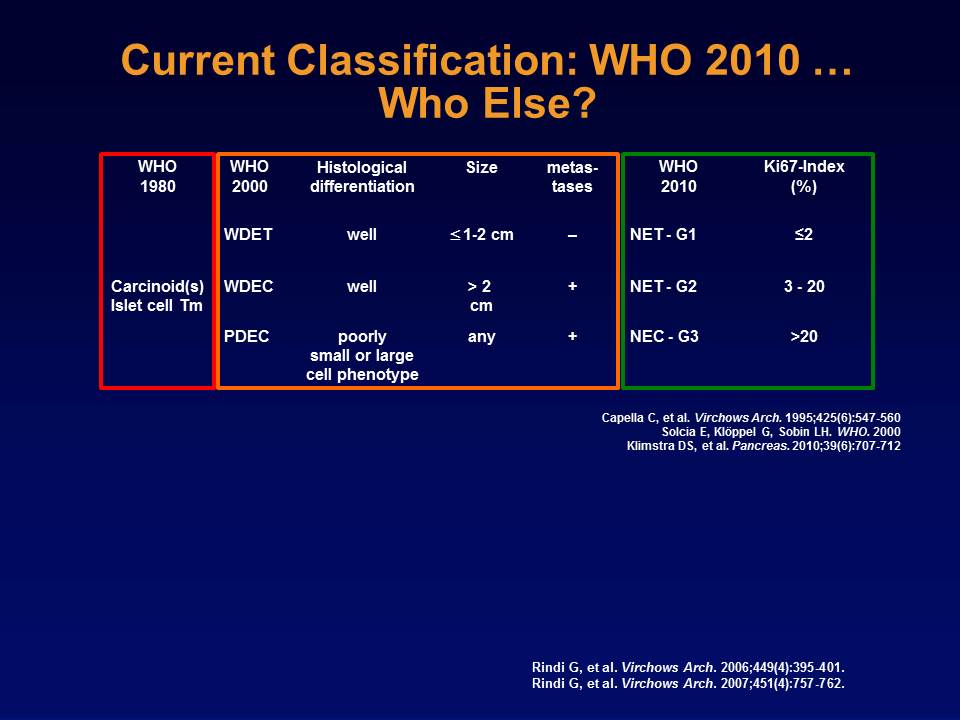 Current Classification: WHO 2010 …
Who Else?
WHO 1980
WHO 2000
Histological differentiation
Size
metas-tases
WHO 2010
Ki67-Index (%)
WDET well ≤ 1-2 cm – NET - G1 ≤2
Carcinoid(s) WDEC well > 2 + NET - G2 3 - 20
Islet cell Tm cm
PDEC poorly any + NEC - G3 >20
small or large
cell phenotype
Capella C, et al. Virchows Arch. 1995;425(6):547-560
Solcia E, Klöppel G, Sobin LH. WHO. 2000
Klimstra DS, et al. Pancreas. 2010;39(6):707-712
Rindi G, et al. Virchows Arch. 2006;449(4):395-401.
Rindi G, et al. Virchows Arch. 2007;451(4):757-762.